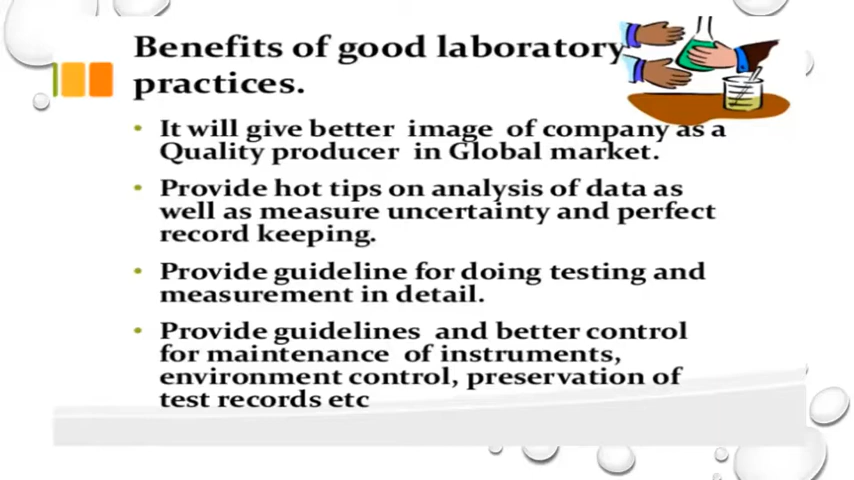 Benefits of good laboratory
practices.
• It will give better image of company as a
Quality producer in Global market.
• Provide hot tips on analysis of data as
well as measure uncertainty and perfect
record keeping.
• Provide guideline for doing testing and
measurement in detail.
• Provide guidelines and better control
for maintenance of instruments,
environment control, preservation of
test records etc